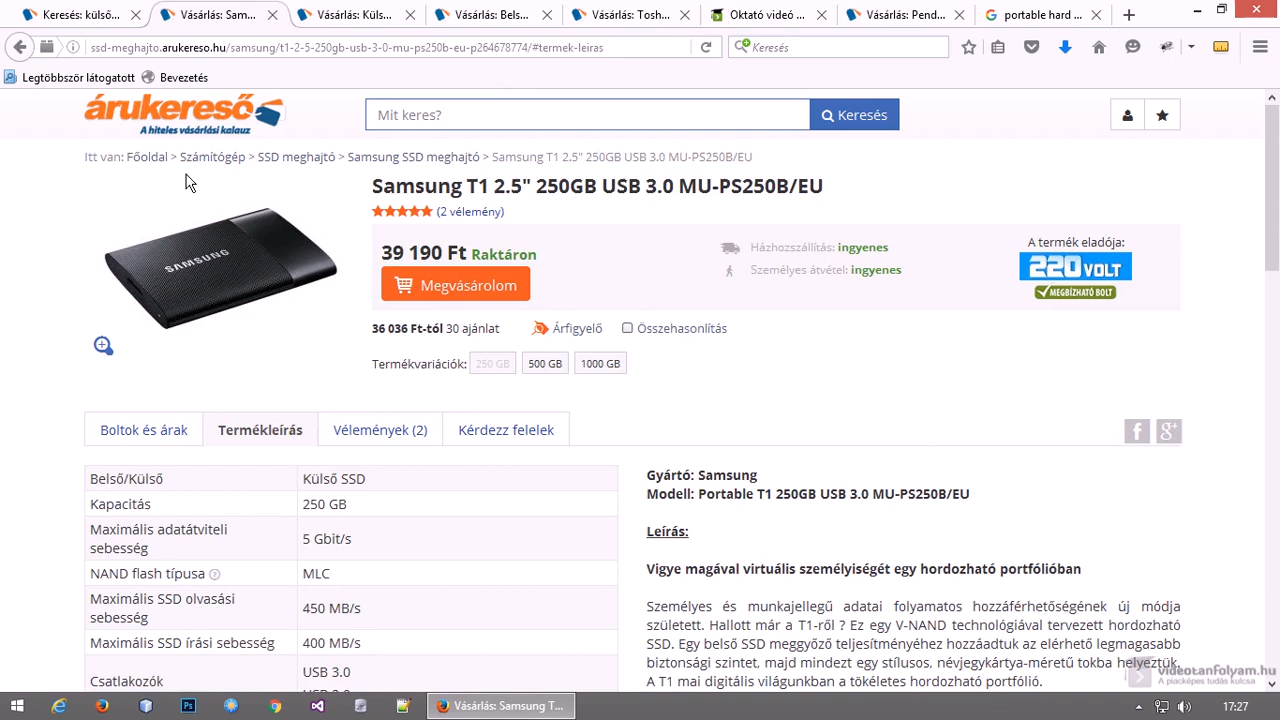 Keresés: külső...
Vásárlás: Sam...
Vásárlás: Küls...
Vásárlás: Bels...
Vásárlás: Tosh...
Oktató videó ...
Vásárlás: Pend...
portable hard ...
ssd-meghajto.arukereso.hu/samsung/t1-2-5-250gb-usb-3-0-mu-ps250b-eu-p264678774/#termek-leiras
Keresés
Legtöbbször látogatott
Bevezetés
árukereső
A hiteles vásárlási kalauz
Mit keres?
Keresés
Itt van: Főoldal > Számítógép > SSD meghajtó > Samsung SSD meghajtó > Samsung T1 2.5" 250GB USB 3.0 MU-PS250B/EU
SAMSUNG
Samsung T1 2.5" 250GB USB 3.0 MU-PS250B/EU
(2 vélemény)
39 190 Ft Raktáron
Megvásárolom
Házhozszállítás: ingyenes
Személyes átvétel: ingyenes
A termék eladója:
220VOLT
MEGBÍZHATÓ BOLT
36 036 Ft-tól 30 ajánlat
Árfigyelő
Összehasonlítás
Termékvariációk: 250 GB 500 GB 1000 GB
Boltok és árak
Termékleírás
Vélemények (2)
Kérdezz felelek
f
g+
Belső/Külső Külső SSD
Kapacitás 250 GB
Maximális adatátviteli
sebesség
5 Gbit/s
NAND flash típusa ? MLC
Maximális SSD olvasási
sebesség
450 MB/s
Maximális SSD írási sebesség 400 MB/s
Csatlakozók
USB 3.0
Gyártó: Samsung
Modell: Portable T1 250GB USB 3.0 MU-PS250B/EU
Leírás:
Vigye magával virtuális személyiségét egy hordozható portfólióban
Személyes és munkajellegű adatai folyamatos hozzáférhetőségének új módja
született. Hallott már a T1-ről ? Ez egy V-NAND technológiával tervezett hordozható
SSD. Egy belső SSD meggyőző teljesítményéhez hozzáadtuk az elérhető legmagasabb
biztonsági szintet, majd mindezt egy stílusos, névjegykártya-méretű tokba helyeztük.
A T1 mai digitális világunkban a tökéletes hordozható portfólió.
videotanfolyam.hu
A piacképes tudás kulcsa
Vásárlás: Samsung T...
17:27